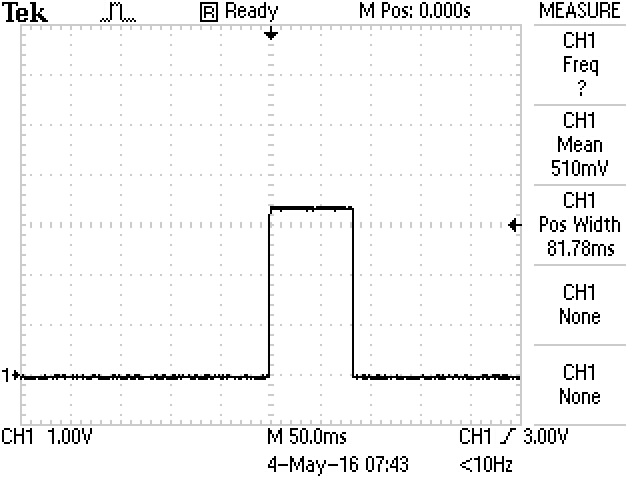 Tek Ready M Pos: 0.000s MEASURE
CH1
Freq
?
CH1
Mean
510mV
CH1
Pos Width
81.78ms
CH1
None
CH1
None
1
CH1 1.00V M 50.0ms CH1 3.00V
4-May-16 07:43 <10Hz